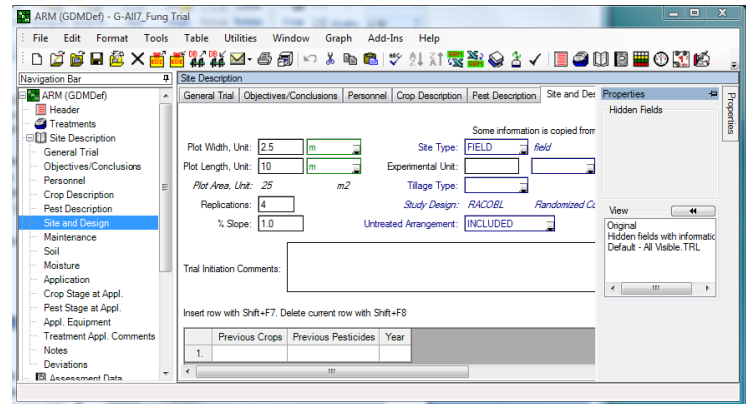 ARM (GDMDef) - G-All7_Fung Trial
File Edit Format Tools Table Utilities Window Graph Add-Ins Help
Navigation Bar
ARM (GDMDef)
Header
Treatments
Site Description
General Trial
Objectives/Conclusions
Personnel
Crop Description
Pest Description
Site and Design
Maintenance
Soil
Moisture
Application
Crop Stage at Appl.
Pest Stage at Appl.
Appl. Equipment
Treatment Appl. Comments
Notes
Deviations
Assessment Data
Site Description
General Trial Objectives/Conclusions Personnel Crop Description Pest Description Site and Des
Some information is copied from
Plot Width, Unit: 2.5 m Site Type: FIELD field
Plot Length, Unit: 10 m Experimental Unit:
Plot Area, Unit: 25 m2 Tillage Type:
Replications: 4 Study Design: RACOBL Randomized Co
% Slope: 1.0 Untreated Arrangement: INCLUDED
Trial Initiation Comments:
Insert row with Shift+F7. Delete current row with Shift+F8
Previous Crops Previous Pesticides Year
1.
Properties
Hidden Fields
View
Original
Hidden fields with informatic
Default - All Visible.TRL
Properties